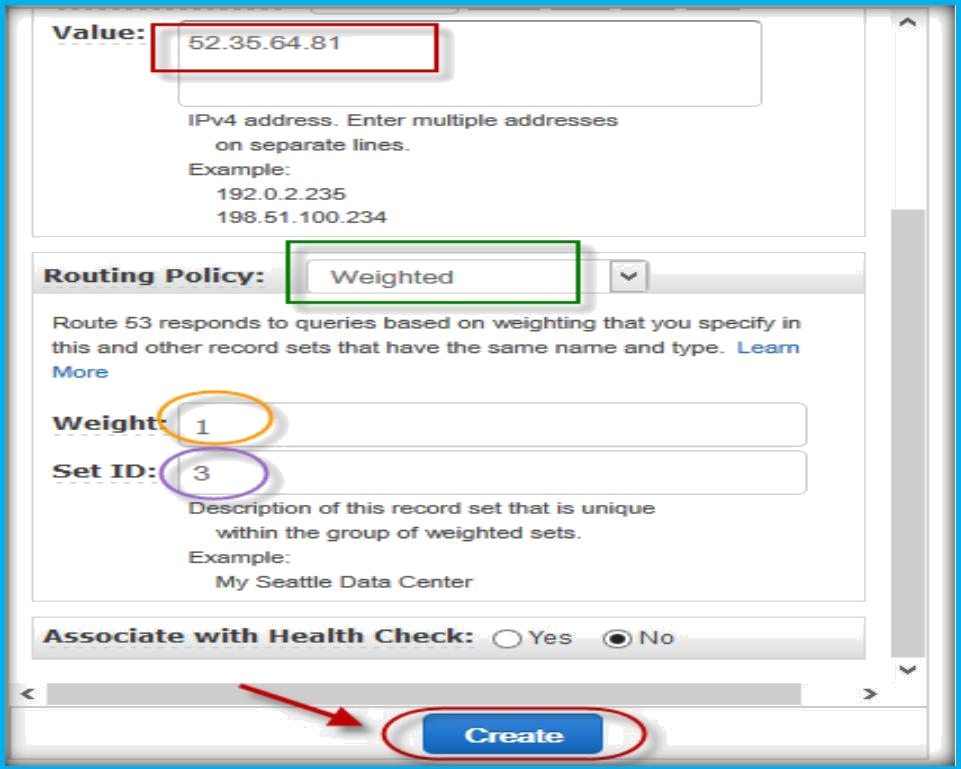 Value:
52.35.64.81
IPv4 address. Enter multiple addresses
on separate lines.
Example:
192.0.2.235
198.51.100.234
Routing Policy: Weighted
Route 53 responds to queries based on weighting that you specify in
this and other record sets that have the same name and type. Learn
More
Weight: 1
Set ID: 3
Description of this record set that is unique
within the group of weighted sets.
Example:
My Seattle Data Center
Associate with Health Check: Yes No
Create